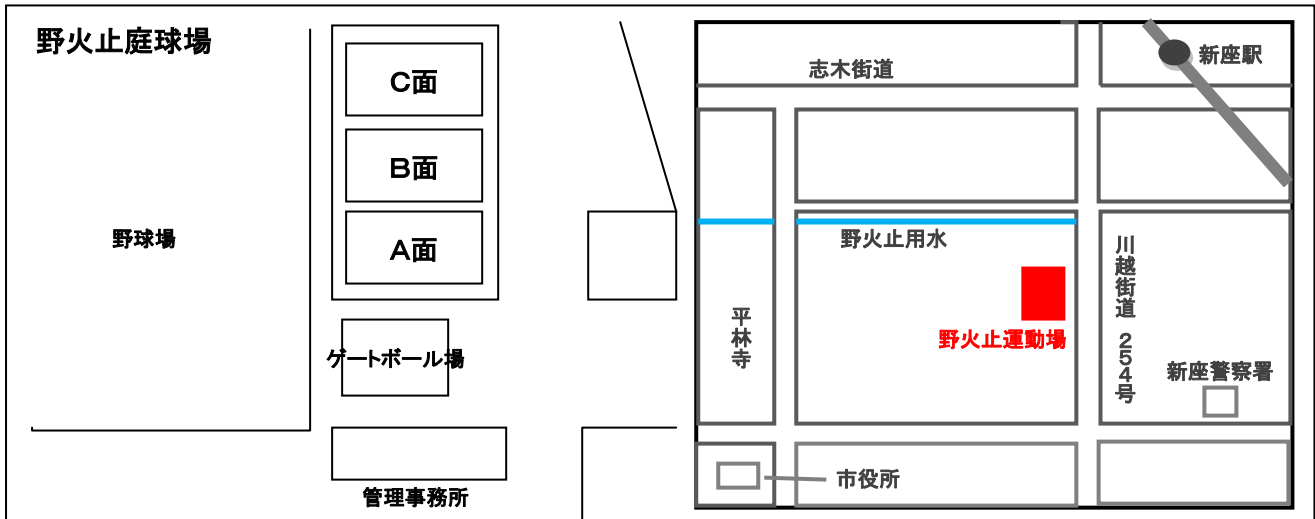 野火止庭球場
C面
B面
A面
野球場
ゲートボール場
管理事務所
新座駅
志木街道
野火止用水
川越街道 254号
平林寺
野火止運動場
新座警察署
市役所